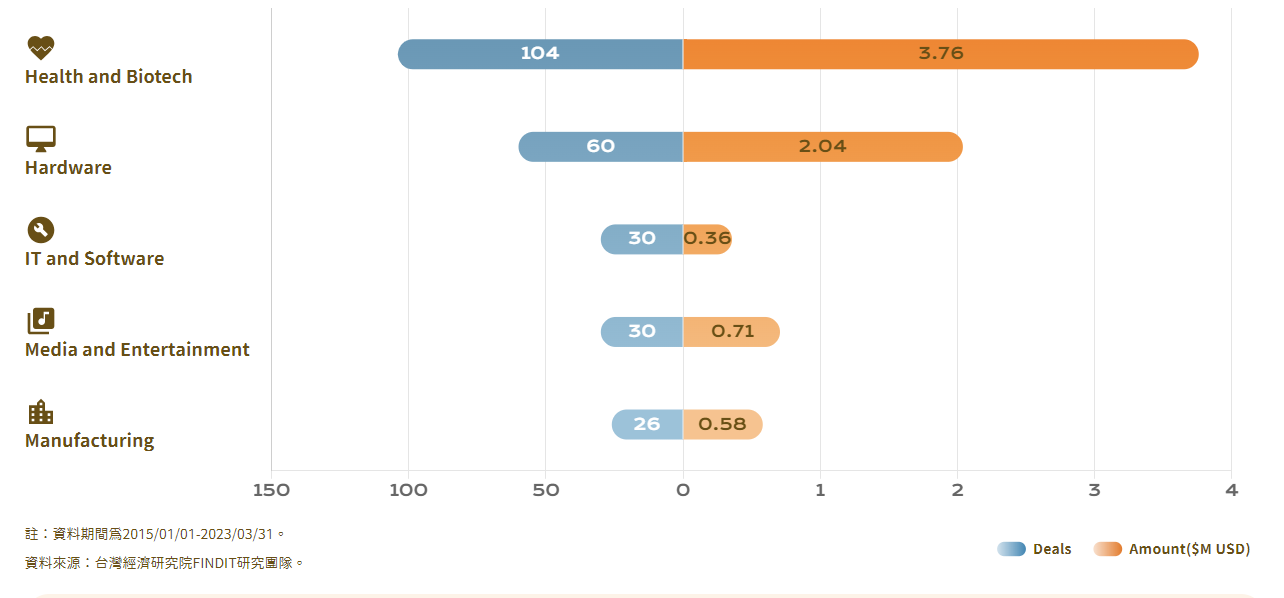 Health and Biotech
104
3.76
Hardware
60
2.04
IT and Software
30
0.36
Media and Entertainment
30
0.71
Manufacturing
26
0.58
150 100 50 0 1 2 3 4
註：資料期間為2015/01/01-2023/03/31。
資料來源：台灣經濟研究院FINDIT研究團隊。
Deals Amount($M USD)